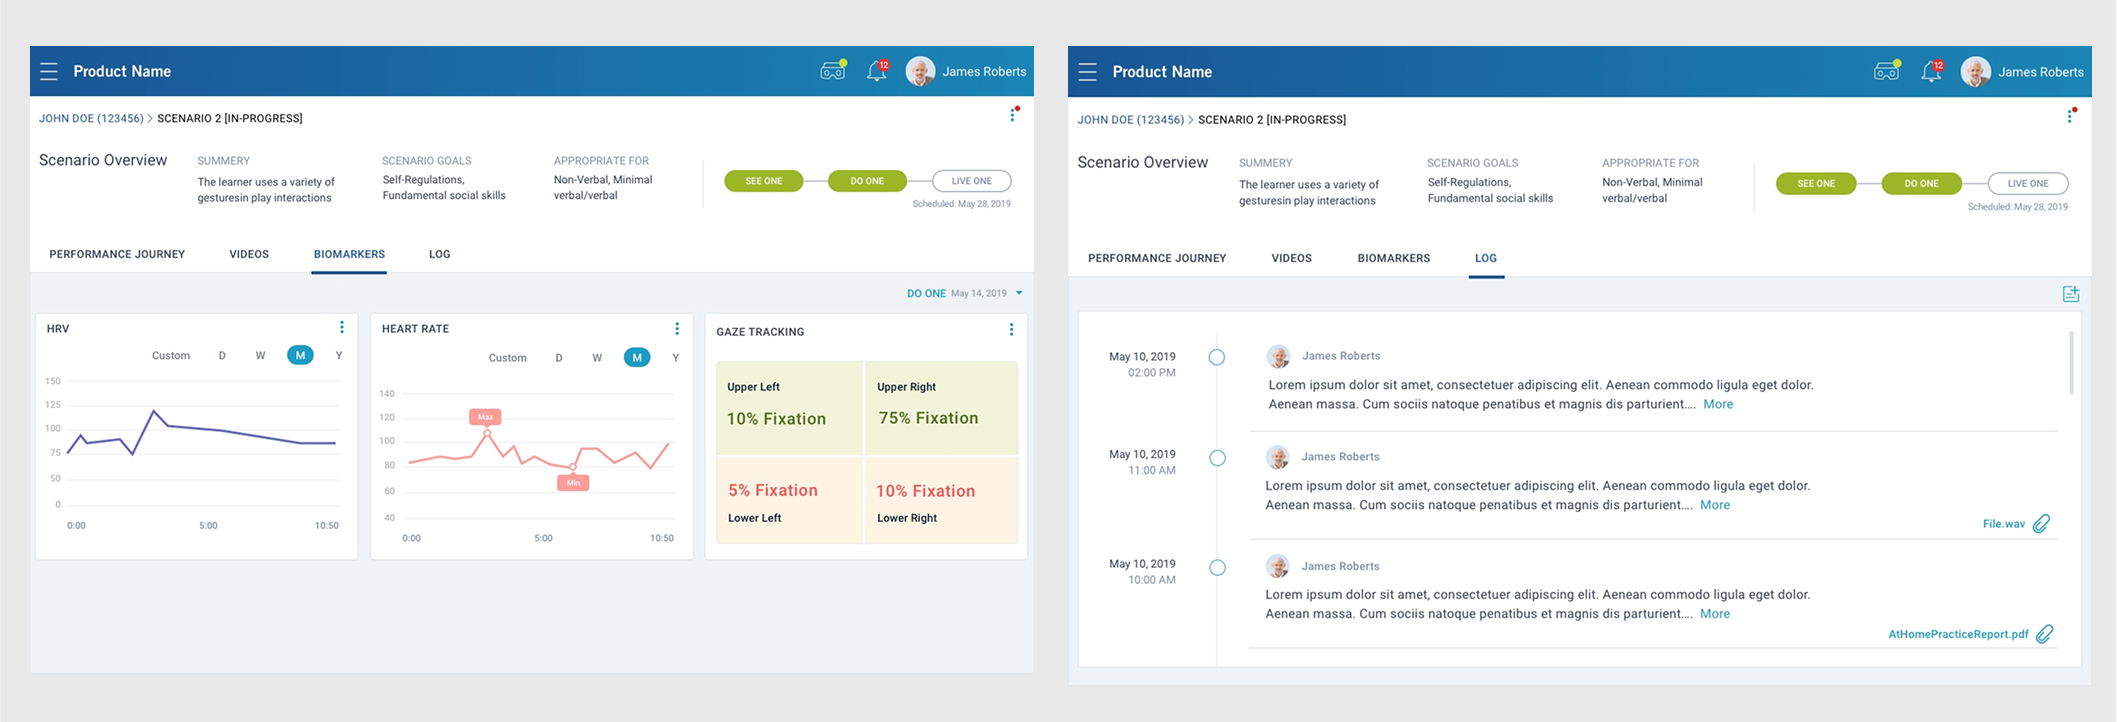 Product Name
12
James Roberts
JOHN DOE (123456) > SCENARIO 2 [IN-PROGRESS]
Scenario Overview
SUMMERY
The learner uses a variety of
gesturesin play interactions
SCENARIO GOALS
Self-Regulations,
Fundamental social skills
APPROPRIATE FOR
Non-Verbal, Minimal
verbal/verbal
SEE ONE
DO ONE
LIVE ONE
Scheduled: May 28, 2019
PERFORMANCE JOURNEY
VIDEOS
BIOMARKERS
LOG
DO ONE May 14, 2019
HRV
Custom D W M Y
150
125
100
75
50
0
0:00 5:00 10:50
HEART RATE
Custom D W M Y
140
120
100
80
60
40
Max
Min
0:00 5:00 10:50
GAZE TRACKING
Upper Left
10% Fixation
Upper Right
75% Fixation
5% Fixation
Lower Left
10% Fixation
Lower Right
Product Name
12
James Roberts
JOHN DOE (123456) > SCENARIO 2 [IN-PROGRESS]
Scenario Overview
SUMMERY
The learner uses a variety of
gesturesin play interactions
SCENARIO GOALS
Self-Regulations,
Fundamental social skills
APPROPRIATE FOR
Non-Verbal, Minimal
verbal/verbal
SEE ONE
DO ONE
LIVE ONE
Scheduled: May 28, 2019
PERFORMANCE JOURNEY
VIDEOS
BIOMARKERS
LOG
May 10, 2019
02:00 PM
James Roberts
Lorem ipsum dolor sit amet, consectetuer adipiscing elit. Aenean commodo ligula eget dolor.
Aenean massa. Cum sociis natoque penatibus et magnis dis parturient.... More
May 10, 2019
11:00 AM
James Roberts
Lorem ipsum dolor sit amet, consectetuer adipiscing elit. Aenean commodo ligula eget dolor.
Aenean massa. Cum sociis natoque penatibus et magnis dis parturient.... More
File.wav
May 10, 2019
10:00 AM
James Roberts
Lorem ipsum dolor sit amet, consectetuer adipiscing elit. Aenean commodo ligula eget dolor.
Aenean massa. Cum sociis natoque penatibus et magnis dis parturient.... More
AtHomePracticeReport.pdf